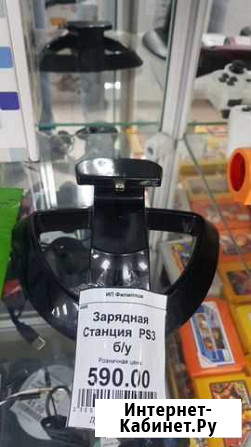 ИП Филиппов
Зарядная
Станция PS3
б/у
Розничная цена
590.00
Интернет-
Кабинет.Ру